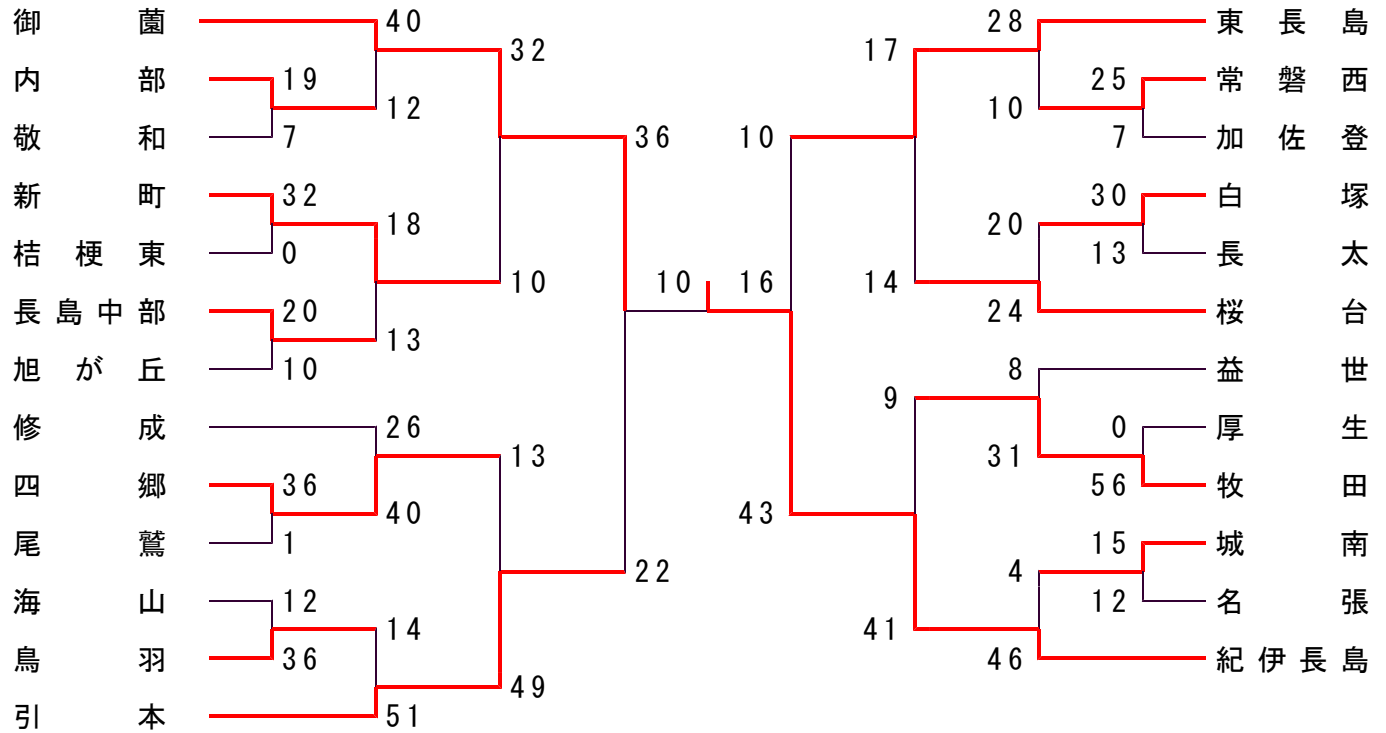 御薗 40 28 東長島
32 17
内部 19 25 常磐西
12 10
敬和 7 7 加佐登
36 10
新町 32 30 白塚
18 20
桔梗東 0 13 長太
10 10 16 14
長島中部 20 24 桜台
13
旭が丘 10 8 益世
9
修成 26 0 厚生
13 31
四郷 36 56 牧田
40 43
尾鷲 1 15 城南
22 4
海山 12 12 名張
14 41
鳥羽 36 46 紀伊長島
49
引本 51